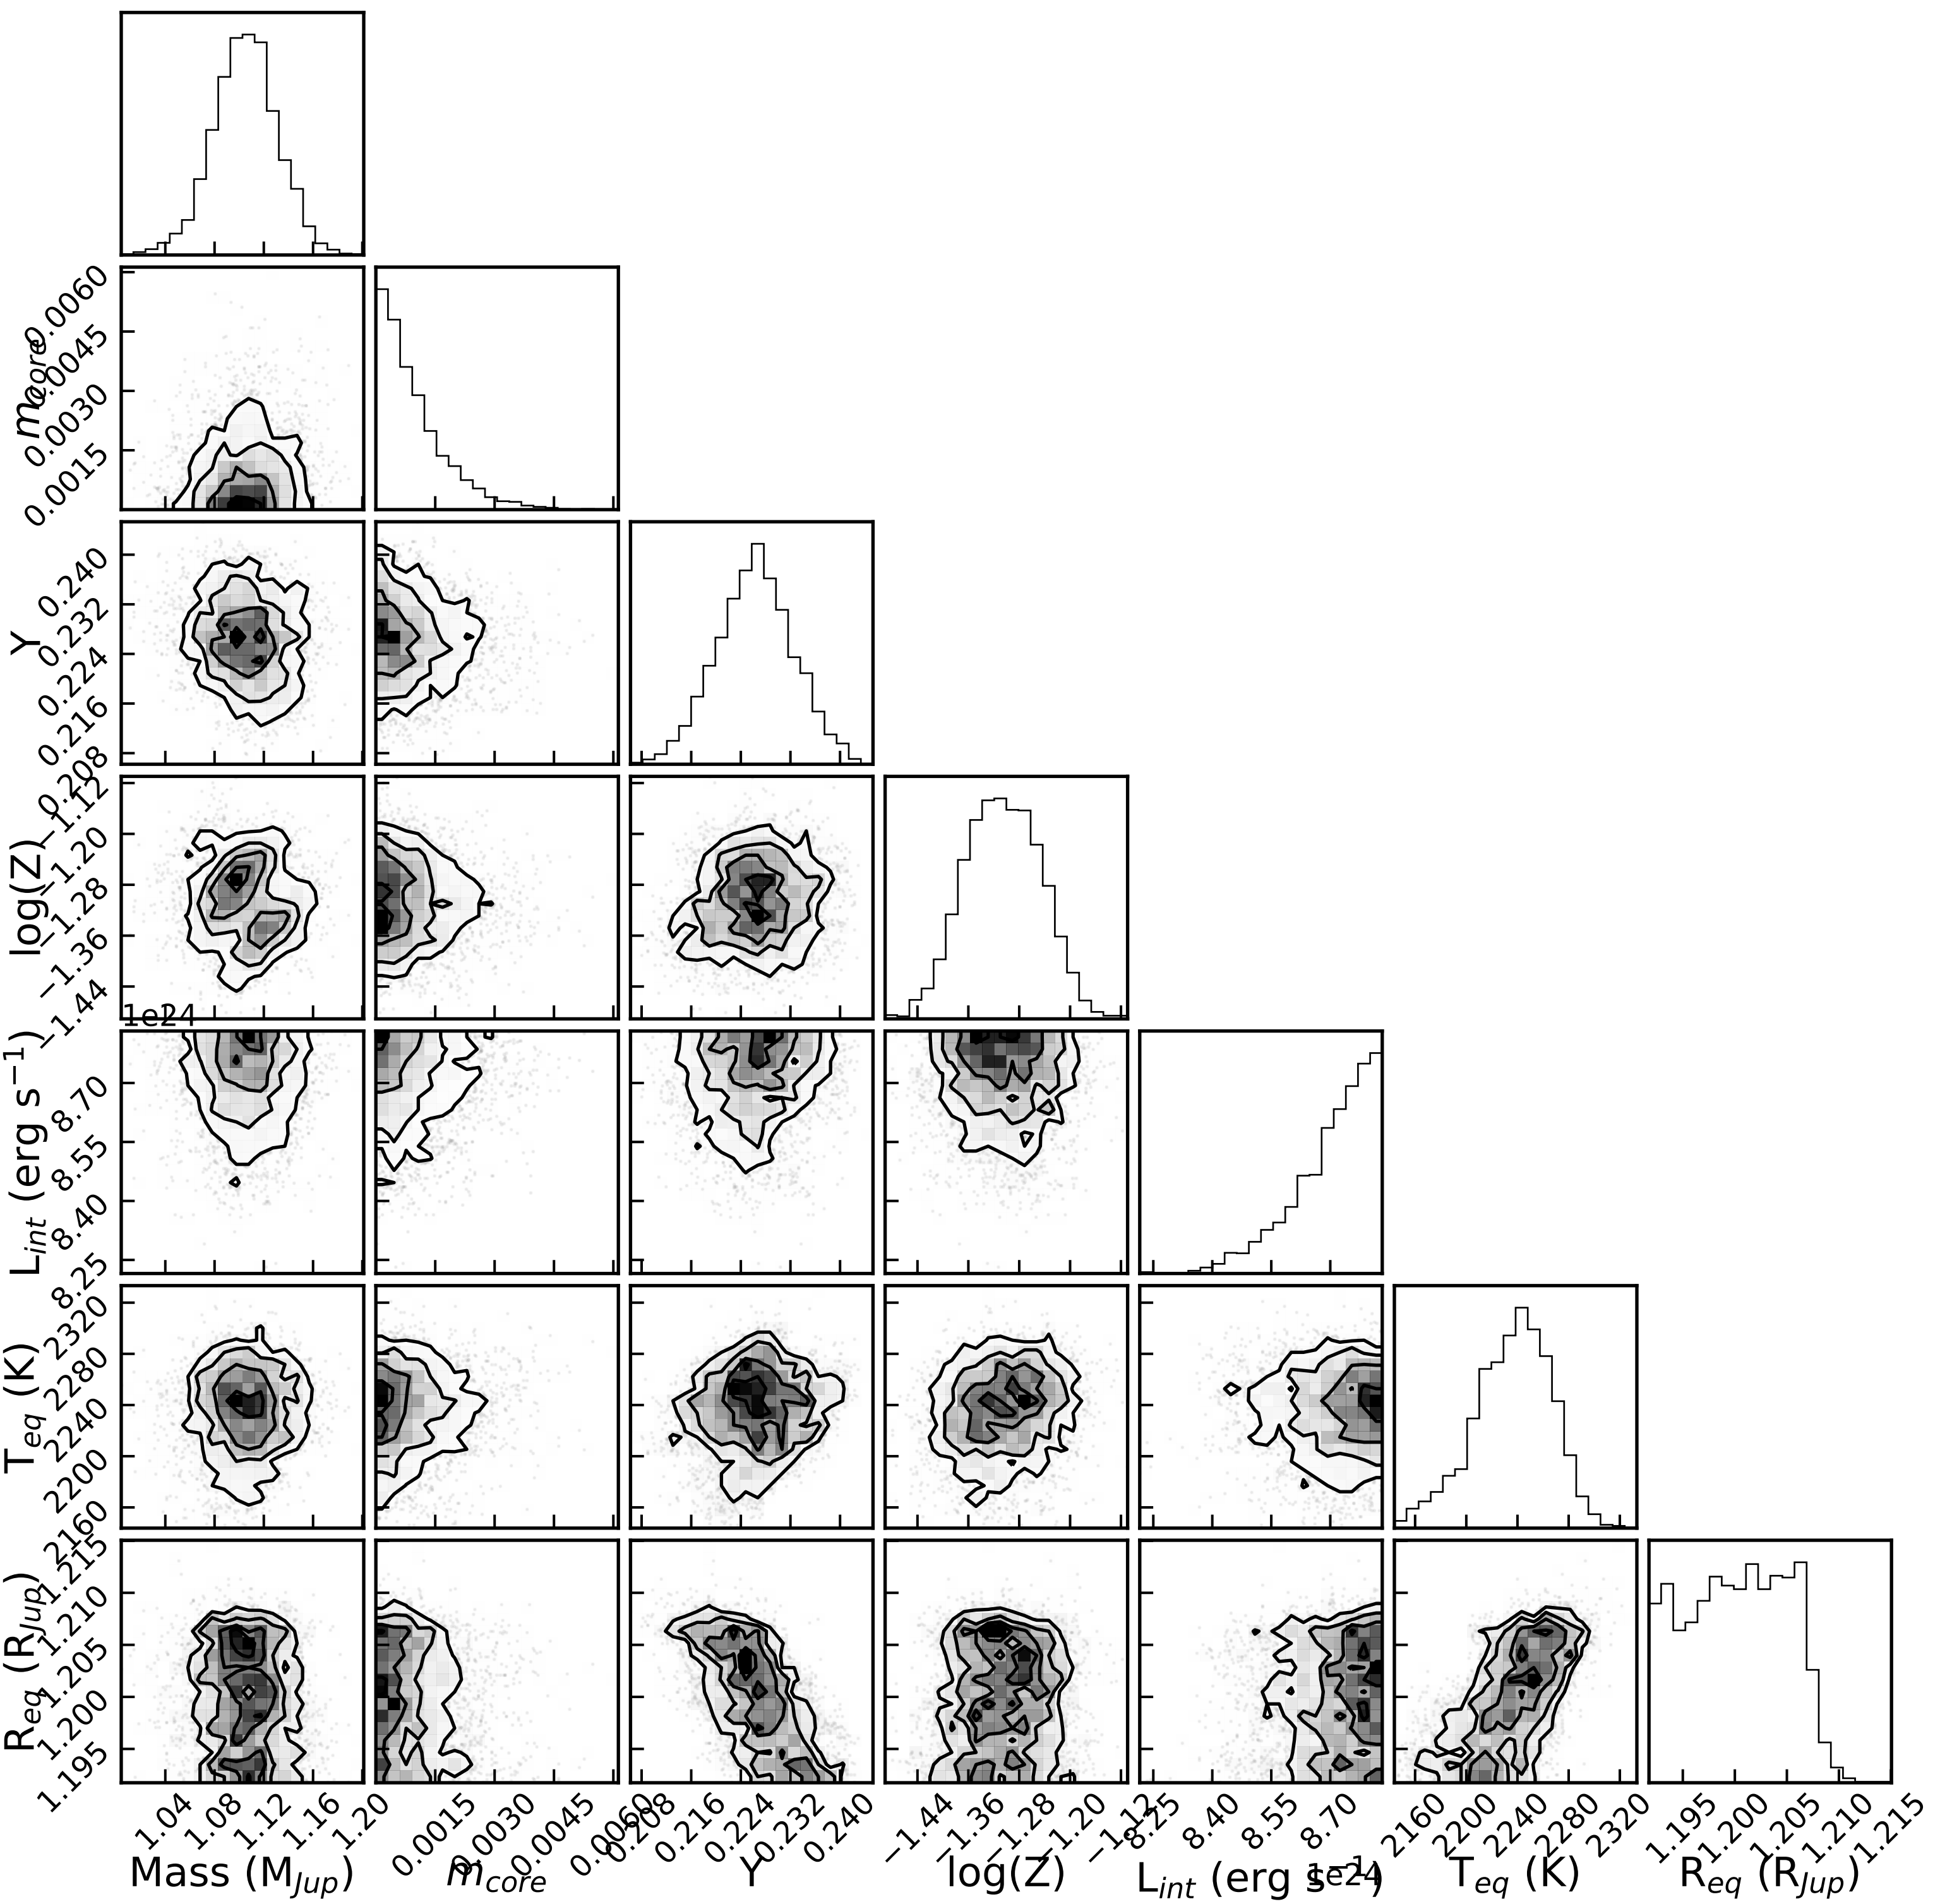 m_core
0.0060
0.0045
0.0030
0.0015
Y
0.240
0.232
0.224
0.216
0.208
log(Z)
−1.12
−1.20
−1.28
−1.36
−1.44
1e24
L_int (erg s⁻¹)
8.70
8.55
8.40
8.25
T_eq (K)
2320
2280
2240
2200
2160
R_eq (R_Jup)
1.215
1.210
1.205
1.200
1.195
1.04 1.08 1.12 1.16 1.20
0.0015 0.0030 0.0045 0.0060
0.208 0.216 0.224 0.232 0.240
−1.44 −1.36 −1.28 −1.20 −1.12
8.25 8.40 8.55 8.70
2160 2200 2240 2280 2320
1.195 1.200 1.205 1.210 1.215
Mass (M_Jup) m_core Y log(Z) L_int (erg s⁻¹) 1e24 T_eq (K) R_eq (R_Jup)